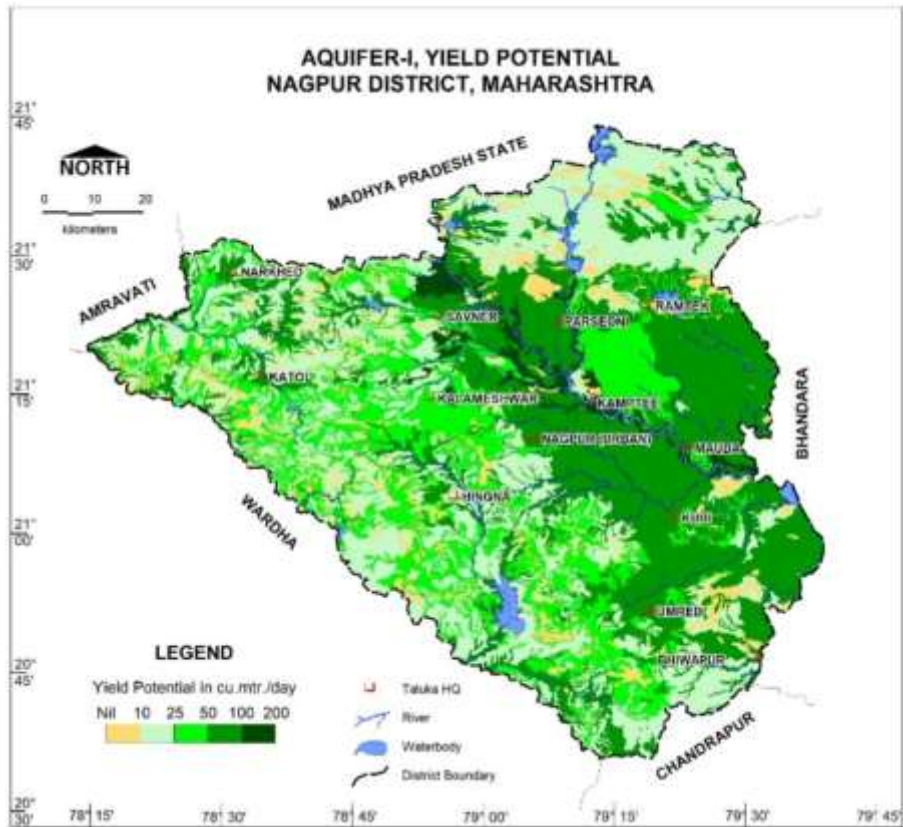 AQUIFER-I, YIELD POTENTIAL
NAGPUR DISTRICT, MAHARASHTRA
21°
45'
NORTH
0 10 20
kilometers
MADHYA PRADESH STATE
21°
30'
NARKHED
AMRAVATI
SAVNER
PARSEONI
RAMTEK
KATOL
21°
15'
KALAMESHWAR
KAMPTEE
BHANDARA
NAGPUR (URBAN)
MAUDA
HINGNA
KUHI
WARDHA
21°
00'
UMRED
BHIWAPUR
LEGEND
20°
45'
Yield Potential in cu.mtr./day
Nil 10 25 50 100 200
Taluka HQ
River
Waterbody
District Boundary
CHANDRAPUR
20°
30'
78° 15' 78° 30' 78° 45' 79° 00' 79° 15' 79° 30' 79° 45'